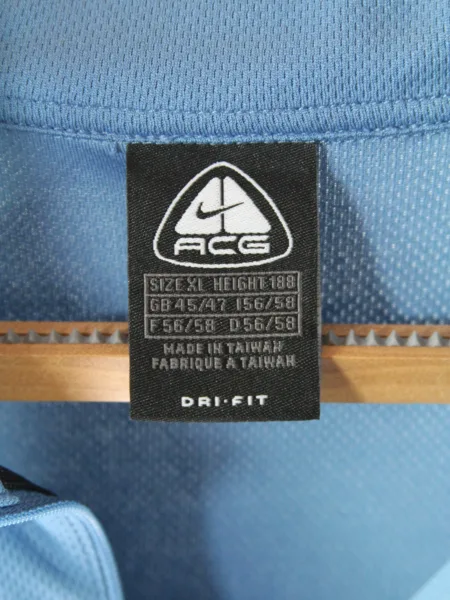 ACG
SIZE XL HEIGHT 188
GB 45/47 I56/58
F 56/58 D 56/58
MADE IN TAIWAN
FABRIQUE À TAIWAN
DRI-FIT